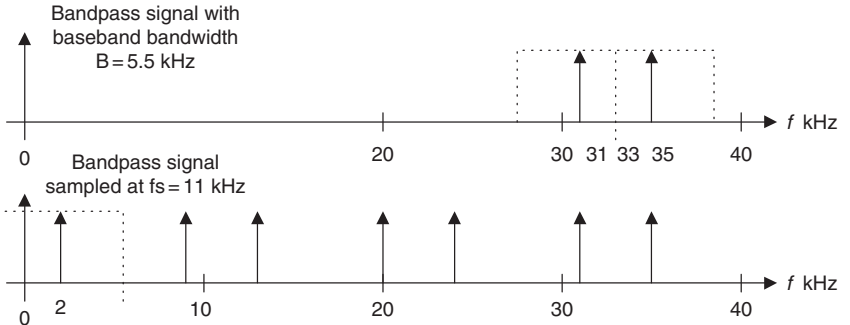 Bandpass signal with
baseband bandwidth
B = 5.5 kHz
f kHz
0 20 30 31 33 35 40
Bandpass signal
sampled at fs = 11 kHz
f kHz
0 2 10 20 30 40